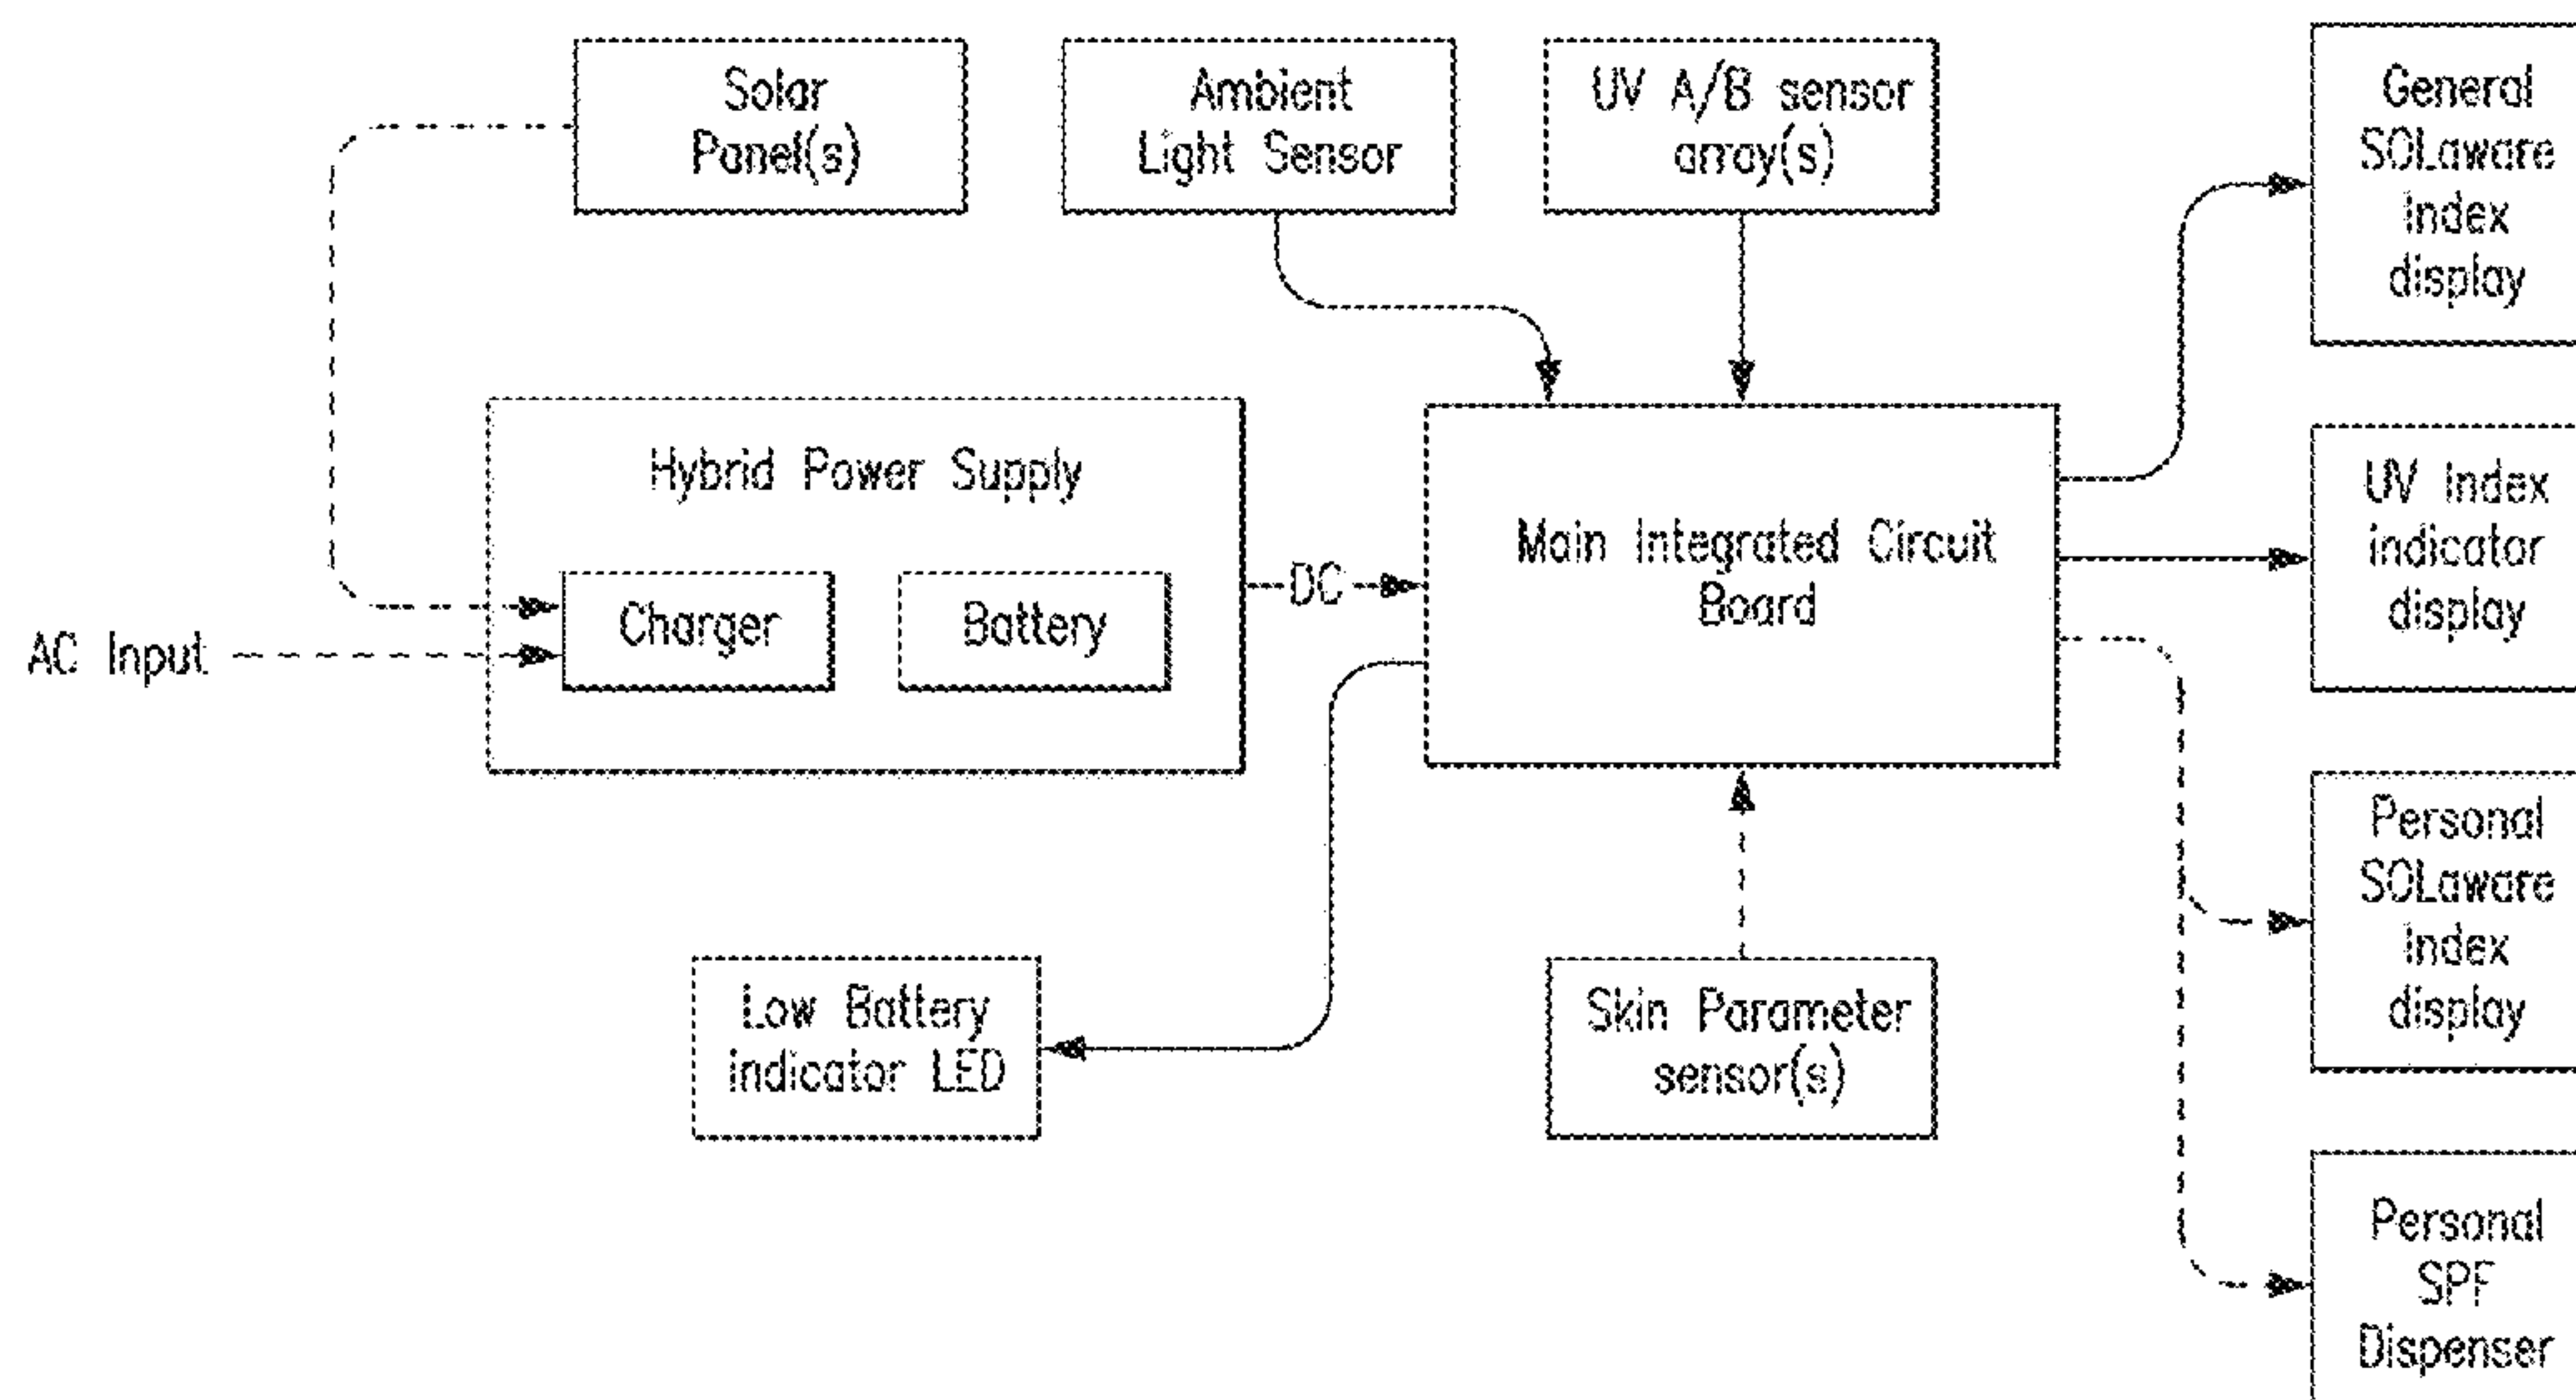 Solar
Panel(s)
Ambient
Light Sensor
UV A/B sensor
array(s)
General
SOLaware
Index
display
Hybrid Power Supply
Charger
Battery
AC Input
DC
Main Integrated Circuit
Board
UV Index
indicator
display
Personal
SOLaware
Index
display
Low Battery
indicator LED
Skin Parameter
sensor(s)
Personal
SPF
Dispenser